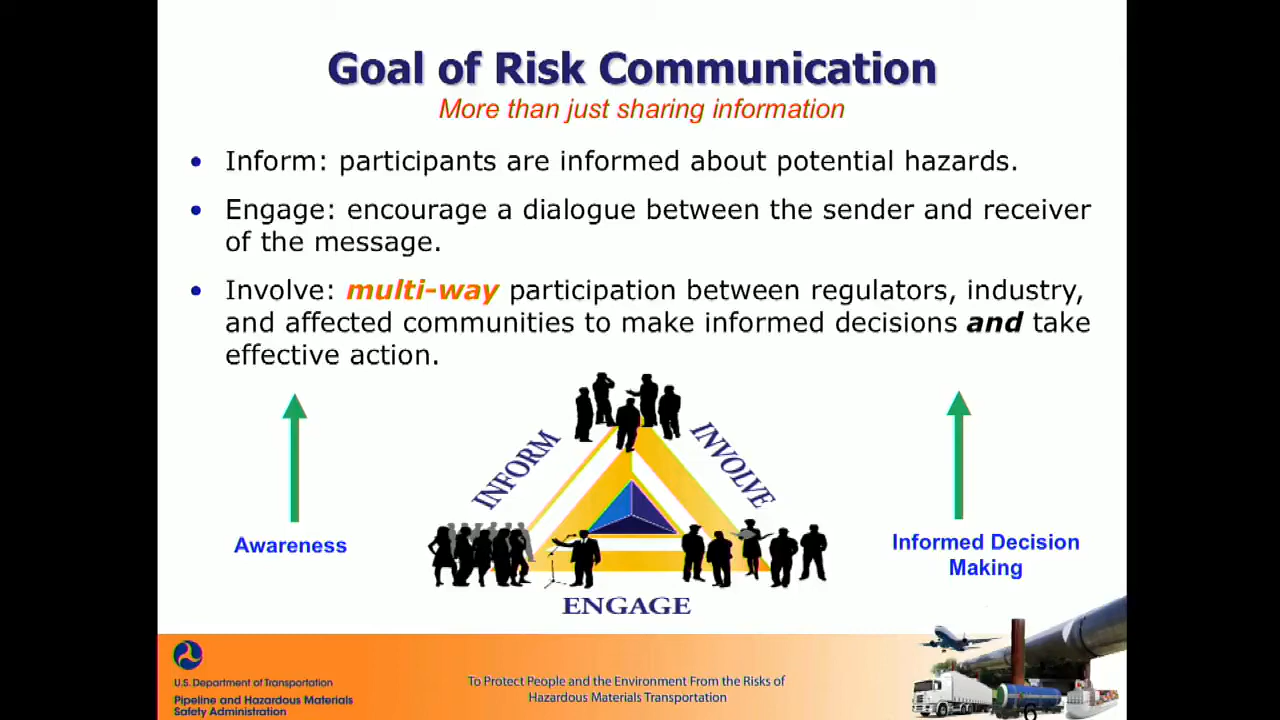 Goal of Risk Communication
More than just sharing information
• Inform: participants are informed about potential hazards.
• Engage: encourage a dialogue between the sender and receiver
of the message.
• Involve: multi-way participation between regulators, industry,
and affected communities to make informed decisions and take
effective action.
INFORM
INVOLVE
Awareness
Informed Decision
Making
ENGAGE
U.S. Department of Transportation
Pipeline and Hazardous Materials
Safety Administration
To Protect People and the Environment From the Risks of
Hazardous Materials Transportation
6